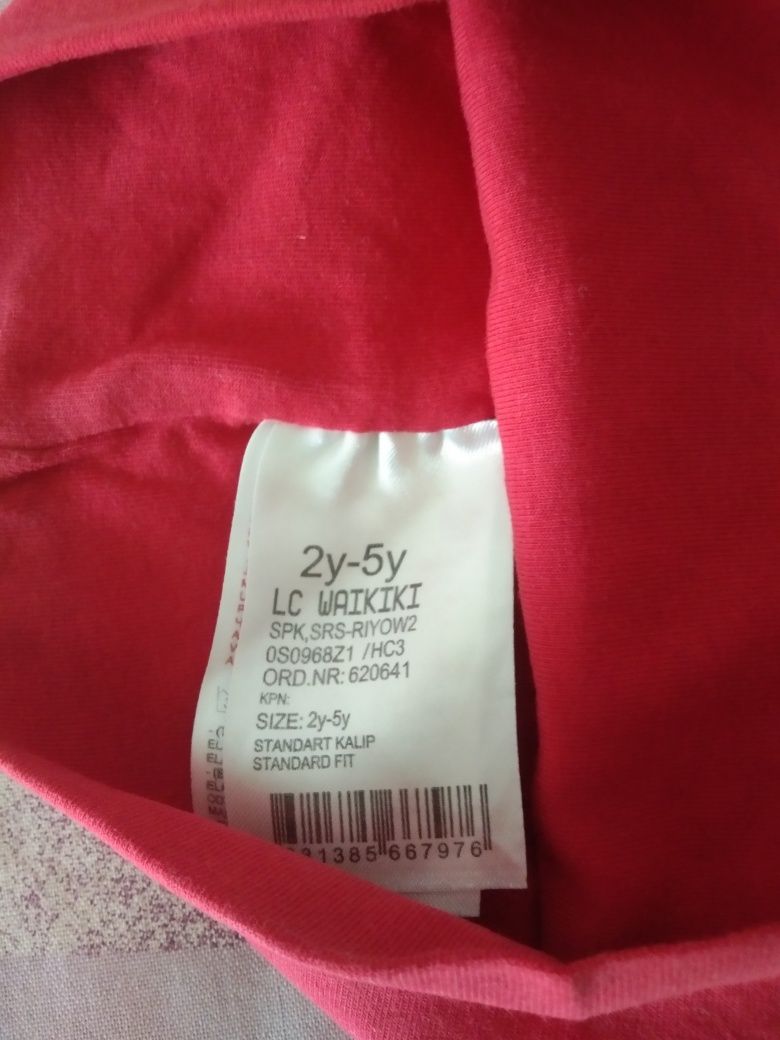 2y-5y
LC WAIKIKI
SPK,SRS-RIYOW2
0S0968Z1 /HC3
ORD.NR: 620641
KPN:
SIZE: 2y-5y
STANDART KALIP
STANDARD FIT
31385 667976